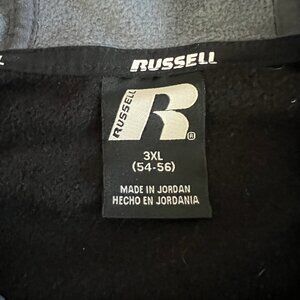 RUSSELL
RUSSELL
R
®
3XL
(54-56)
MADE IN JORDAN
HECHO EN JORDANIA